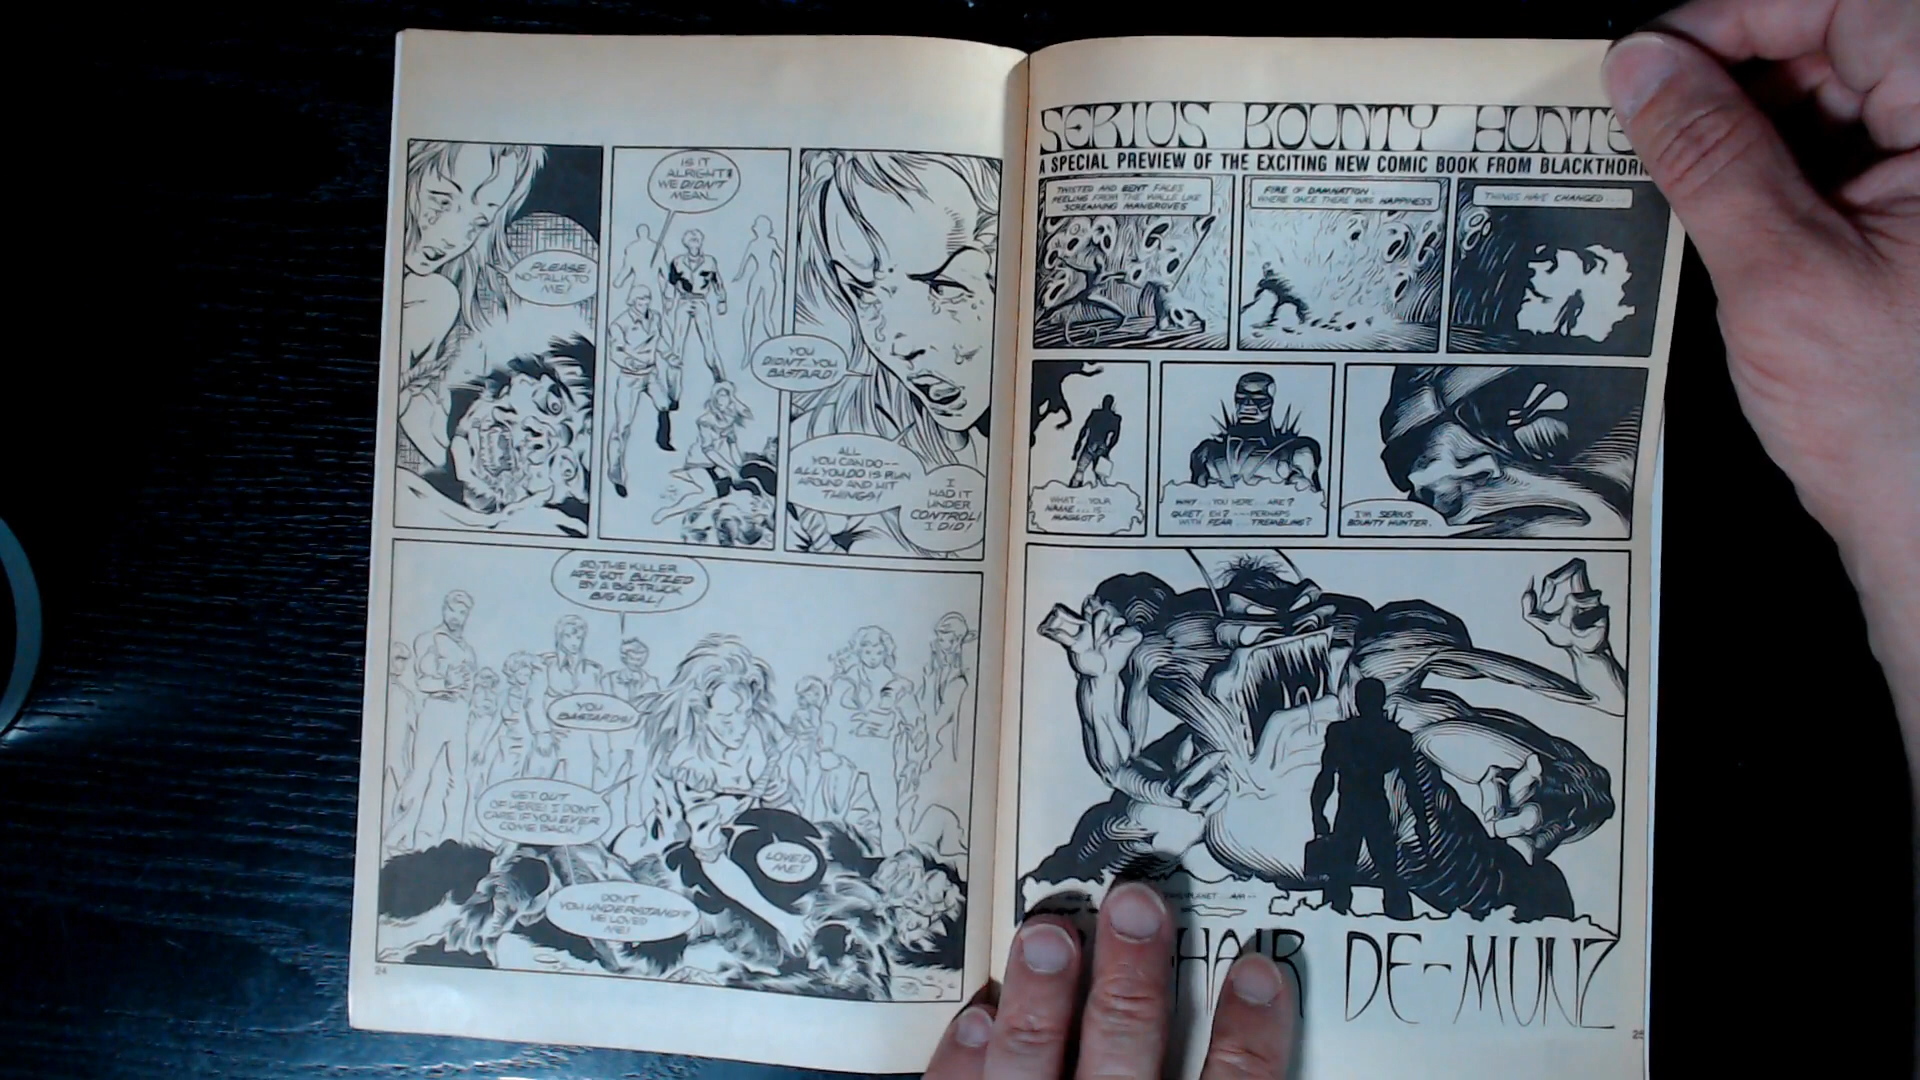 PLEASE,
NO-TALK TO
ME!
IS IT
ALRIGHT?
WE DIDN'T
MEAN...
YOU
DIDN'T...YOU
BASTARD!
ALL
YOU CAN DO--
ALL YOU DO IS RUN
AROUND AND HIT
THINGS!
I
HAD IT
UNDER
CONTROL!
I DID!
SO, THE KILLER
APE GOT BLITZED
BY A BIG TRUCK
BIG DEAL!
YOU
BASTARDS!
GET OUT
OF HERE! I DON'T
CARE IF YOU EVER
COME BACK!
LOVED
ME!
DON'T
YOU UNDERSTAND?
HE LOVED
ME!
24
SERIUS BOUNTY HUNTE
A SPECIAL PREVIEW OF THE EXCITING NEW COMIC BOOK FROM BLACKTHORN
TWISTED AND BENT FACES
PEELING FROM THE WALLS LIKE
SCREAMING MANGROVES
FIRE OF DAMNATION...
WHERE ONCE THERE WAS HAPPINESS
THINGS HAVE CHANGED....
WHAT...YOUR
NAME...IS...
MAGGOT?
WHY...YOU HERE...ARE?
QUIET, EH?...PERHAPS
WITH FEAR...TREMBLING?
I'M SERIUS
BOUNTY HUNTER.
PLANET...AM--
HAIR DE-MUNZ
25